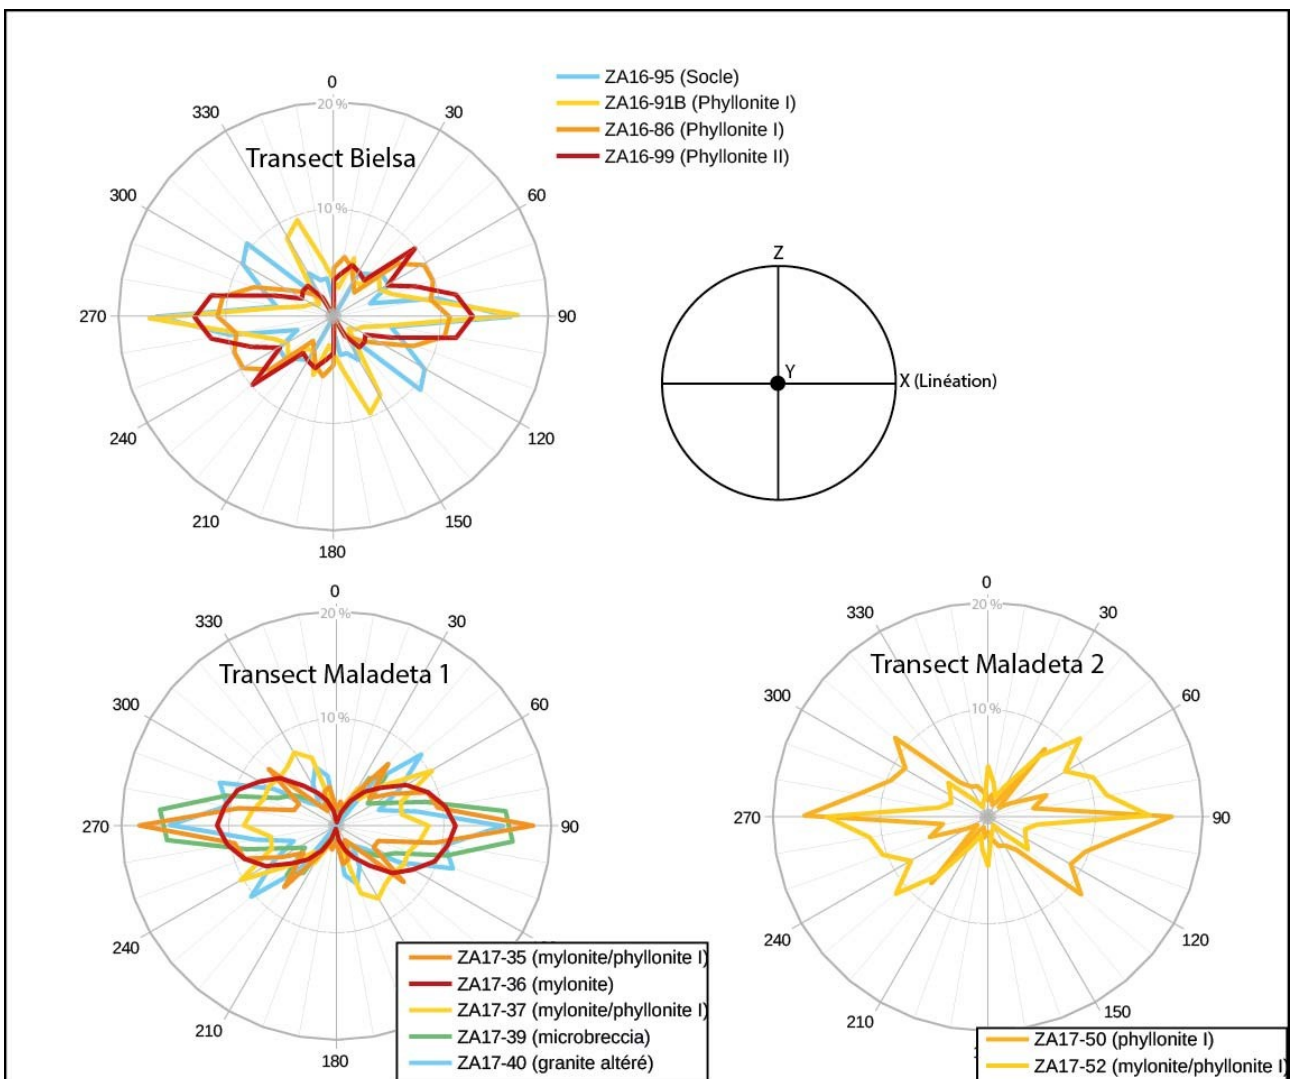 0
20 %
330
30
Transect Bielsa
300
60
10 %
270
90
240
120
210
150
180
ZA16-95 (Socle)
ZA16-91B (Phyllonite I)
ZA16-86 (Phyllonite I)
ZA16-99 (Phyllonite II)
Z
Y
X (Linéation)
0
20 %
330
30
Transect Maladeta 1
300
60
10 %
270
90
240
210
180
ZA17-35 (mylonite/phyllonite I)
ZA17-36 (mylonite)
ZA17-37 (mylonite/phyllonite I)
ZA17-39 (microbreccia)
ZA17-40 (granite altéré)
0
20 %
330
30
Transect Maladeta 2
300
60
10 %
270
90
240
120
210
150
ZA17-50 (phyllonite I)
ZA17-52 (mylonite/phyllonite I)